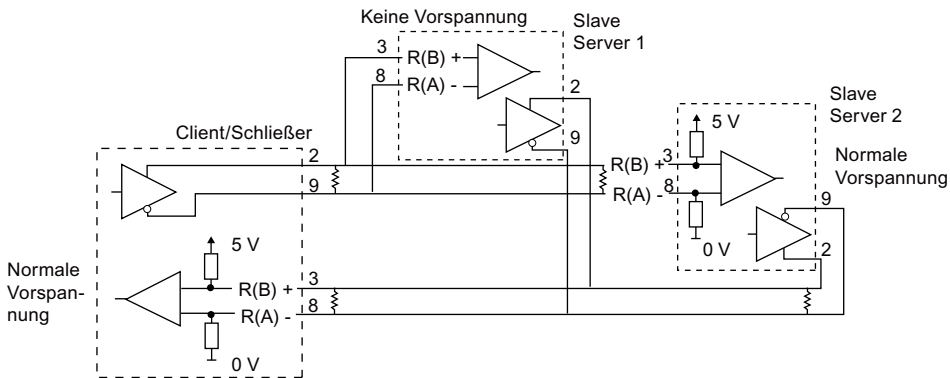 Keine Vorspannung
Slave
Server 1
3
R(B) +
8
R(A) -
2
9
Client/Schließer
2
9
5 V
Normale
Vorspan-
nung
R(B) +
3
R(A) -
8
0 V
Slave
Server 2
5 V
R(B) +
3
R(A) -
8
Normale
Vorspannung
9
2
0 V